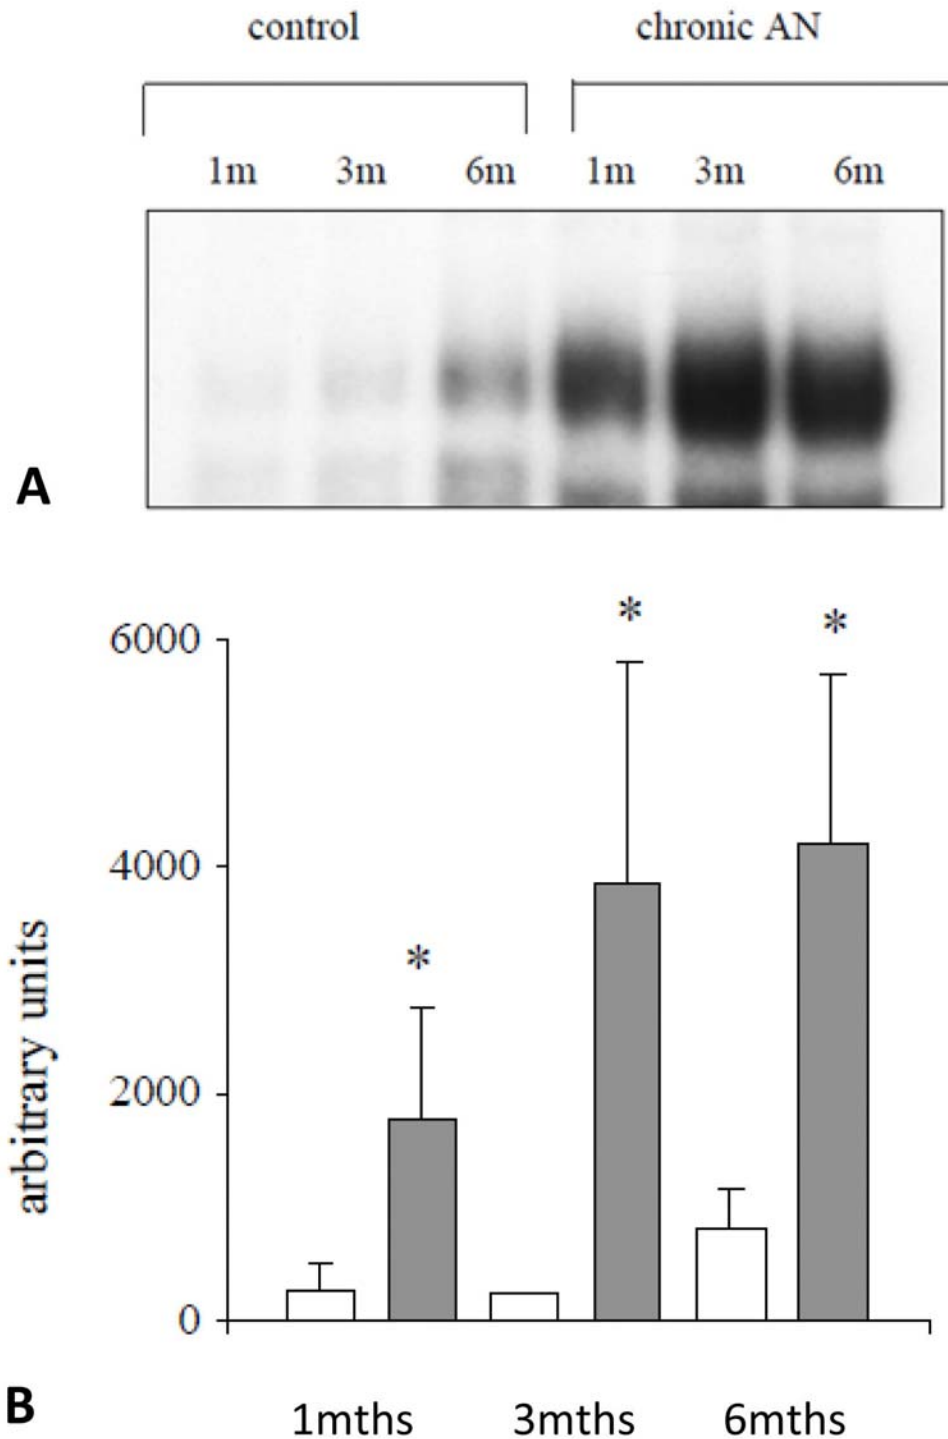 control chronic AN
1m 3m 6m 1m 3m 6m
A
6000
*
*
4000
*
2000
0
arbitrary units
B
1mths 3mths 6mths